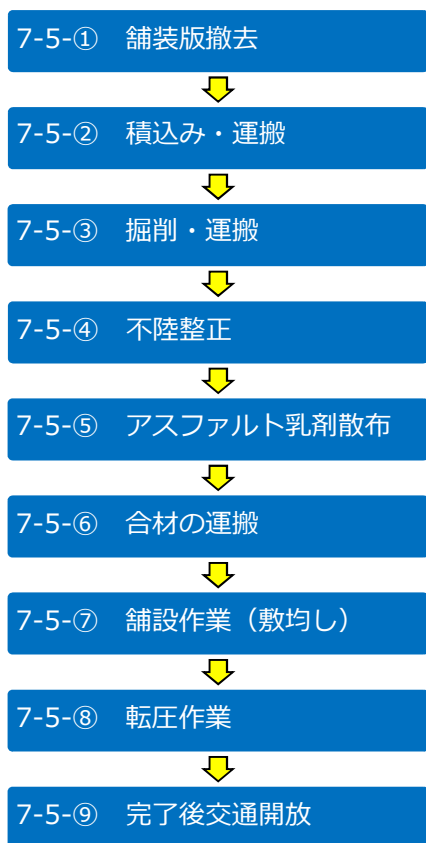 7-5-① 舗装版撤去
7-5-② 積込み・運搬
7-5-③ 掘削・運搬
7-5-④ 不陸整正
7-5-⑤ アスファルト乳剤散布
7-5-⑥ 合材の運搬
7-5-⑦ 舗設作業（敷均し）
7-5-⑧ 転圧作業
7-5-⑨ 完了後交通開放